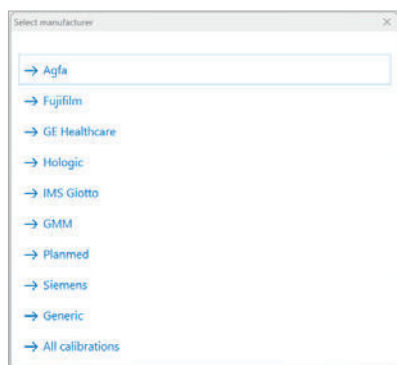 Select manufacturer
Agfa
Fujifilm
GE Healthcare
Hologic
IMS Giotto
GMM
Planmed
Siemens
Generic
All calibrations